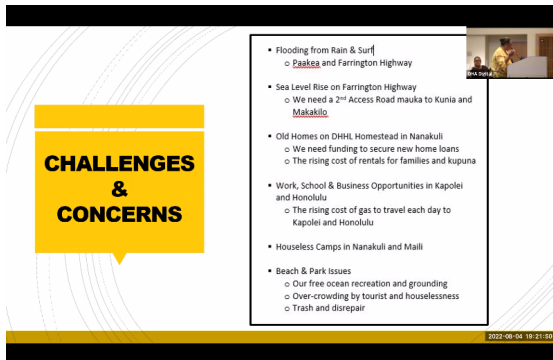 CHALLENGES
&
CONCERNS
▪ Flooding from Rain & Surf
o Paakea and Farrington Highway
▪ Sea Level Rise on Farrington Highway
o We need a 2nd Access Road mauka to Kunia and
Makakilo
▪ Old Homes on DHHL Homestead in Nanakuli
o We need funding to secure new home loans
o The rising cost of rentals for families and kupuna
▪ Work, School & Business Opportunities in Kapolei
and Honolulu
o The rising cost of gas to travel each day to
Kapolei and Honolulu
▪ Houseless Camps in Nanakuli and Maili
▪ Beach & Park Issues
o Our free ocean recreation and grounding
o Over-crowding by tourist and houselessness
o Trash and disrepair
2022-08-04 19:21:50